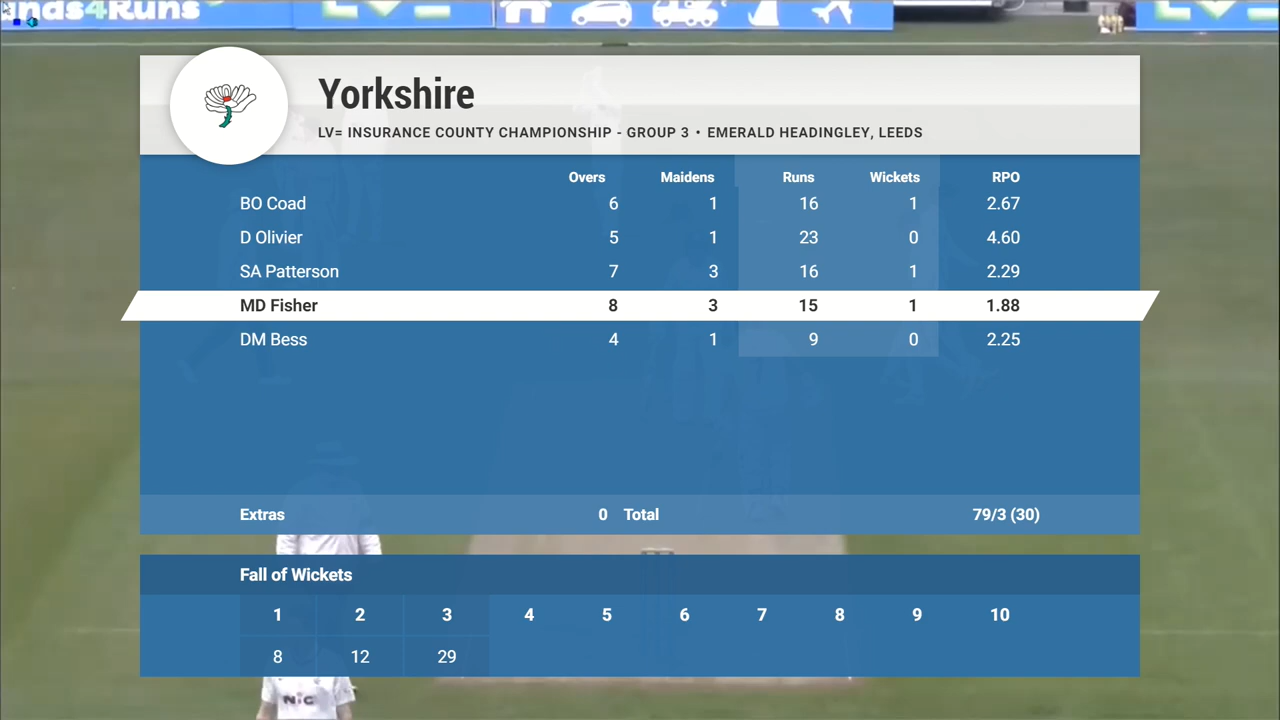 ands4Runs
Yorkshire
LV= INSURANCE COUNTY CHAMPIONSHIP - GROUP 3 • EMERALD HEADINGLEY, LEEDS
Overs Maidens Runs Wickets RPO
BO Coad 6 1 16 1 2.67
D Olivier 5 1 23 0 4.60
SA Patterson 7 3 16 1 2.29
MD Fisher 8 3 15 1 1.88
DM Bess 4 1 9 0 2.25
Extras 0 Total 79/3 (30)
Fall of Wickets
1 2 3 4 5 6 7 8 9 10
8 12 29
NIC